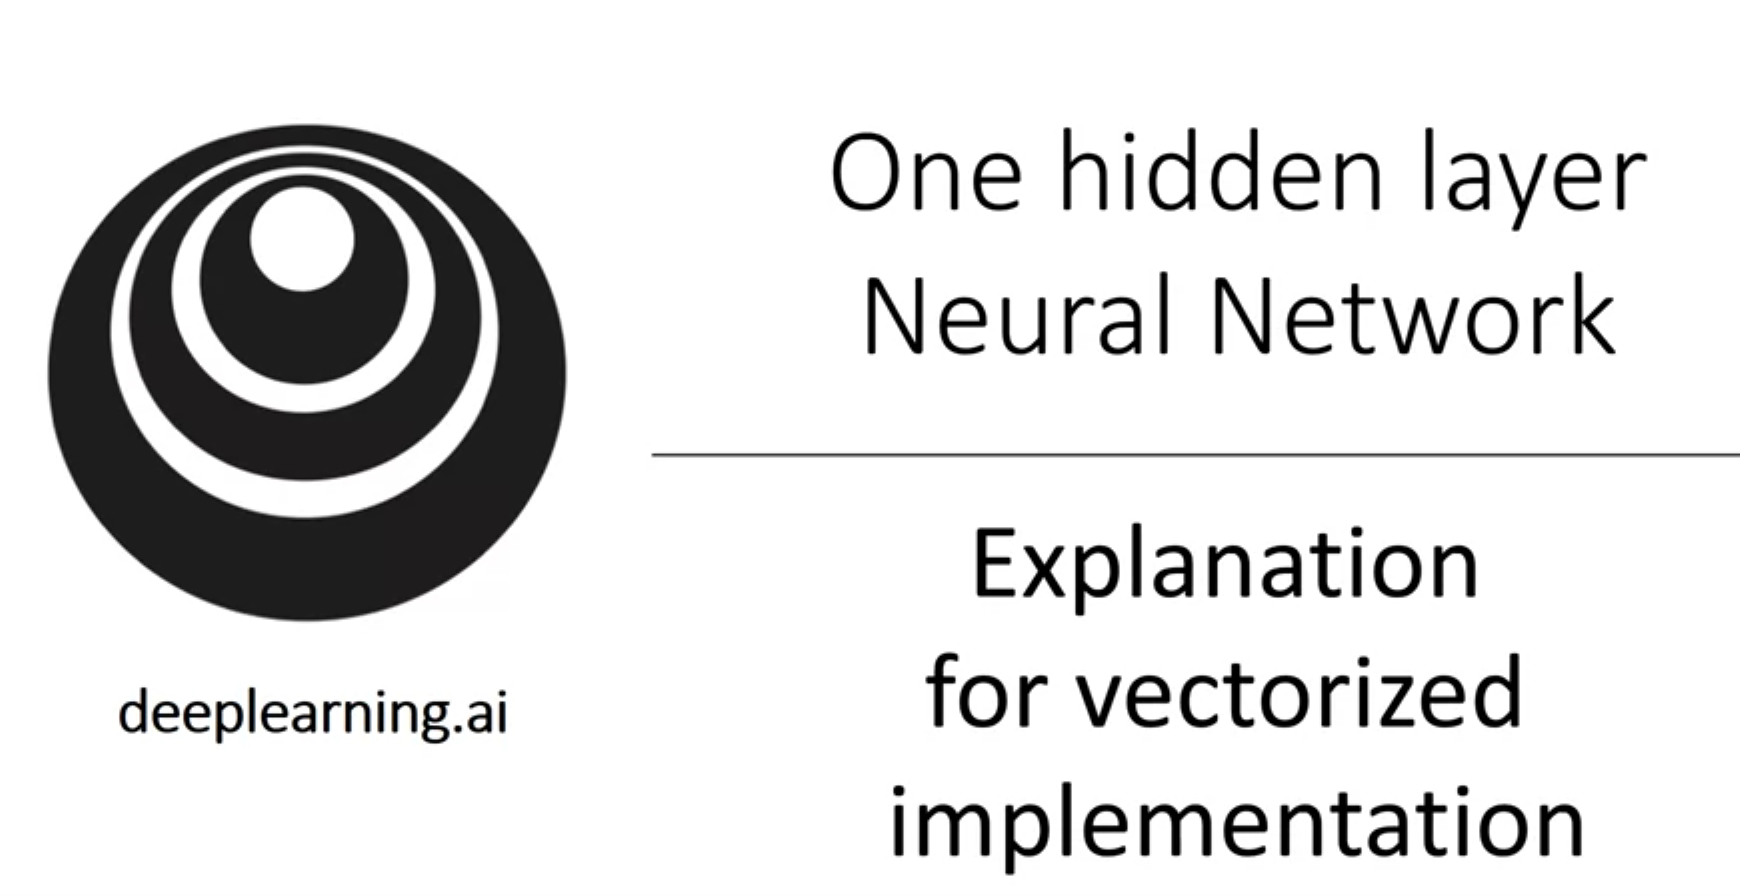 One hidden layer
Neural Network
Explanation
for vectorized
implementation
deeplearning.ai